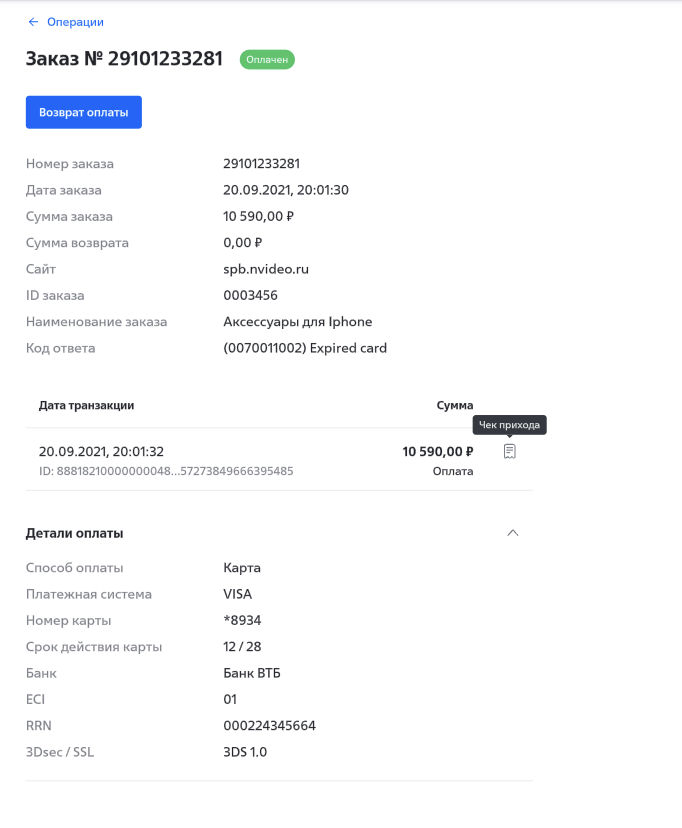 ← Операции
Заказ № 29101233281 Оплачен
Возврат оплаты
Номер заказа 29101233281
Дата заказа 20.09.2021, 20:01:30
Сумма заказа 10 590,00 ₽
Сумма возврата 0,00 ₽
Сайт spb.nvideo.ru
ID заказа 0003456
Наименование заказа Аксессуары для Iphone
Код ответа (0070011002) Expired card
Дата транзакции Сумма
Чек прихода
20.09.2021, 20:01:32 10 590,00 ₽
ID: 88818210000000048...57273849666395485 Оплата
Детали оплаты
Способ оплаты Карта
Платежная система VISA
Номер карты *8934
Срок действия карты 12 / 28
Банк Банк ВТБ
ECI 01
RRN 000224345664
3Dsec / SSL 3DS 1.0